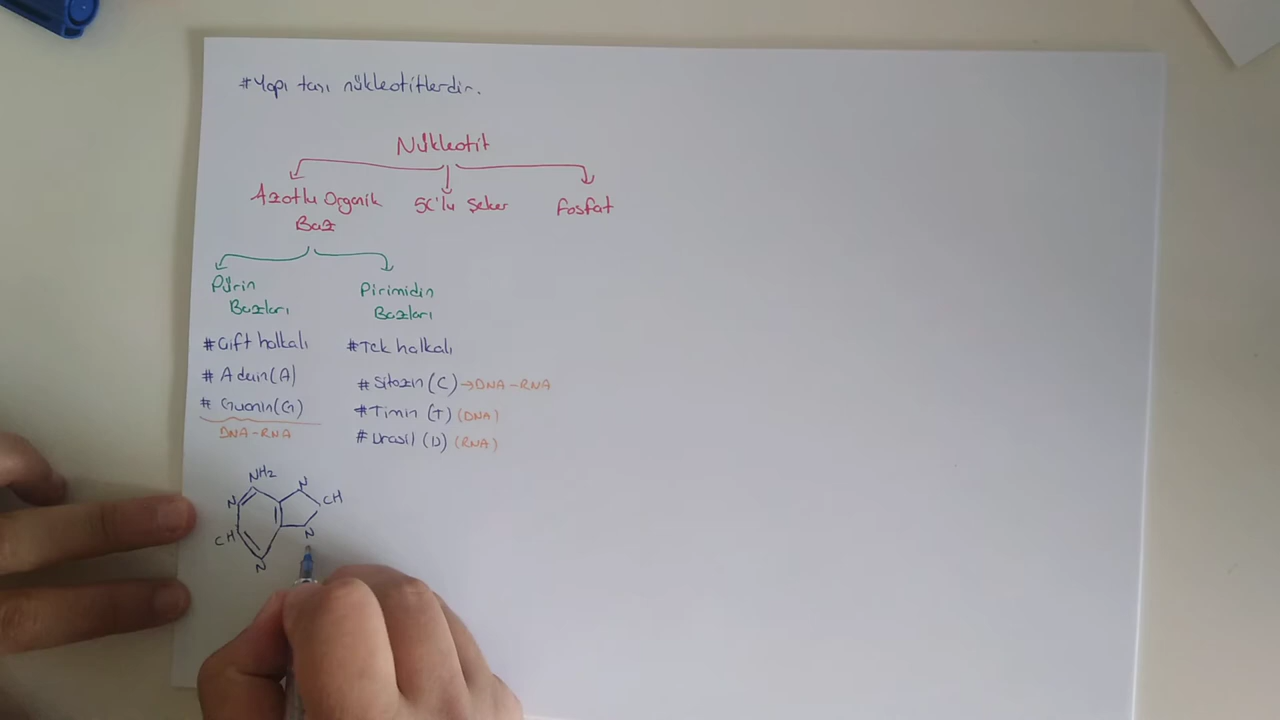 #Yapı taşı nükleotitlerdir.
Nükleotit
Azotlu Organik Baz
5C'lu Şeker
Fosfat
Pürin
Bazları
Pirimidin
Bazları
#Çift halkalı
#Tek halkalı
# Adenin(A)
# Guanin(G)
DNA-RNA
#Sitozin(C)→DNA-RNA
#Timin (T) (DNA)
#Urasil (U) (RNA)
NH2
N
N
CH
CH
N
N